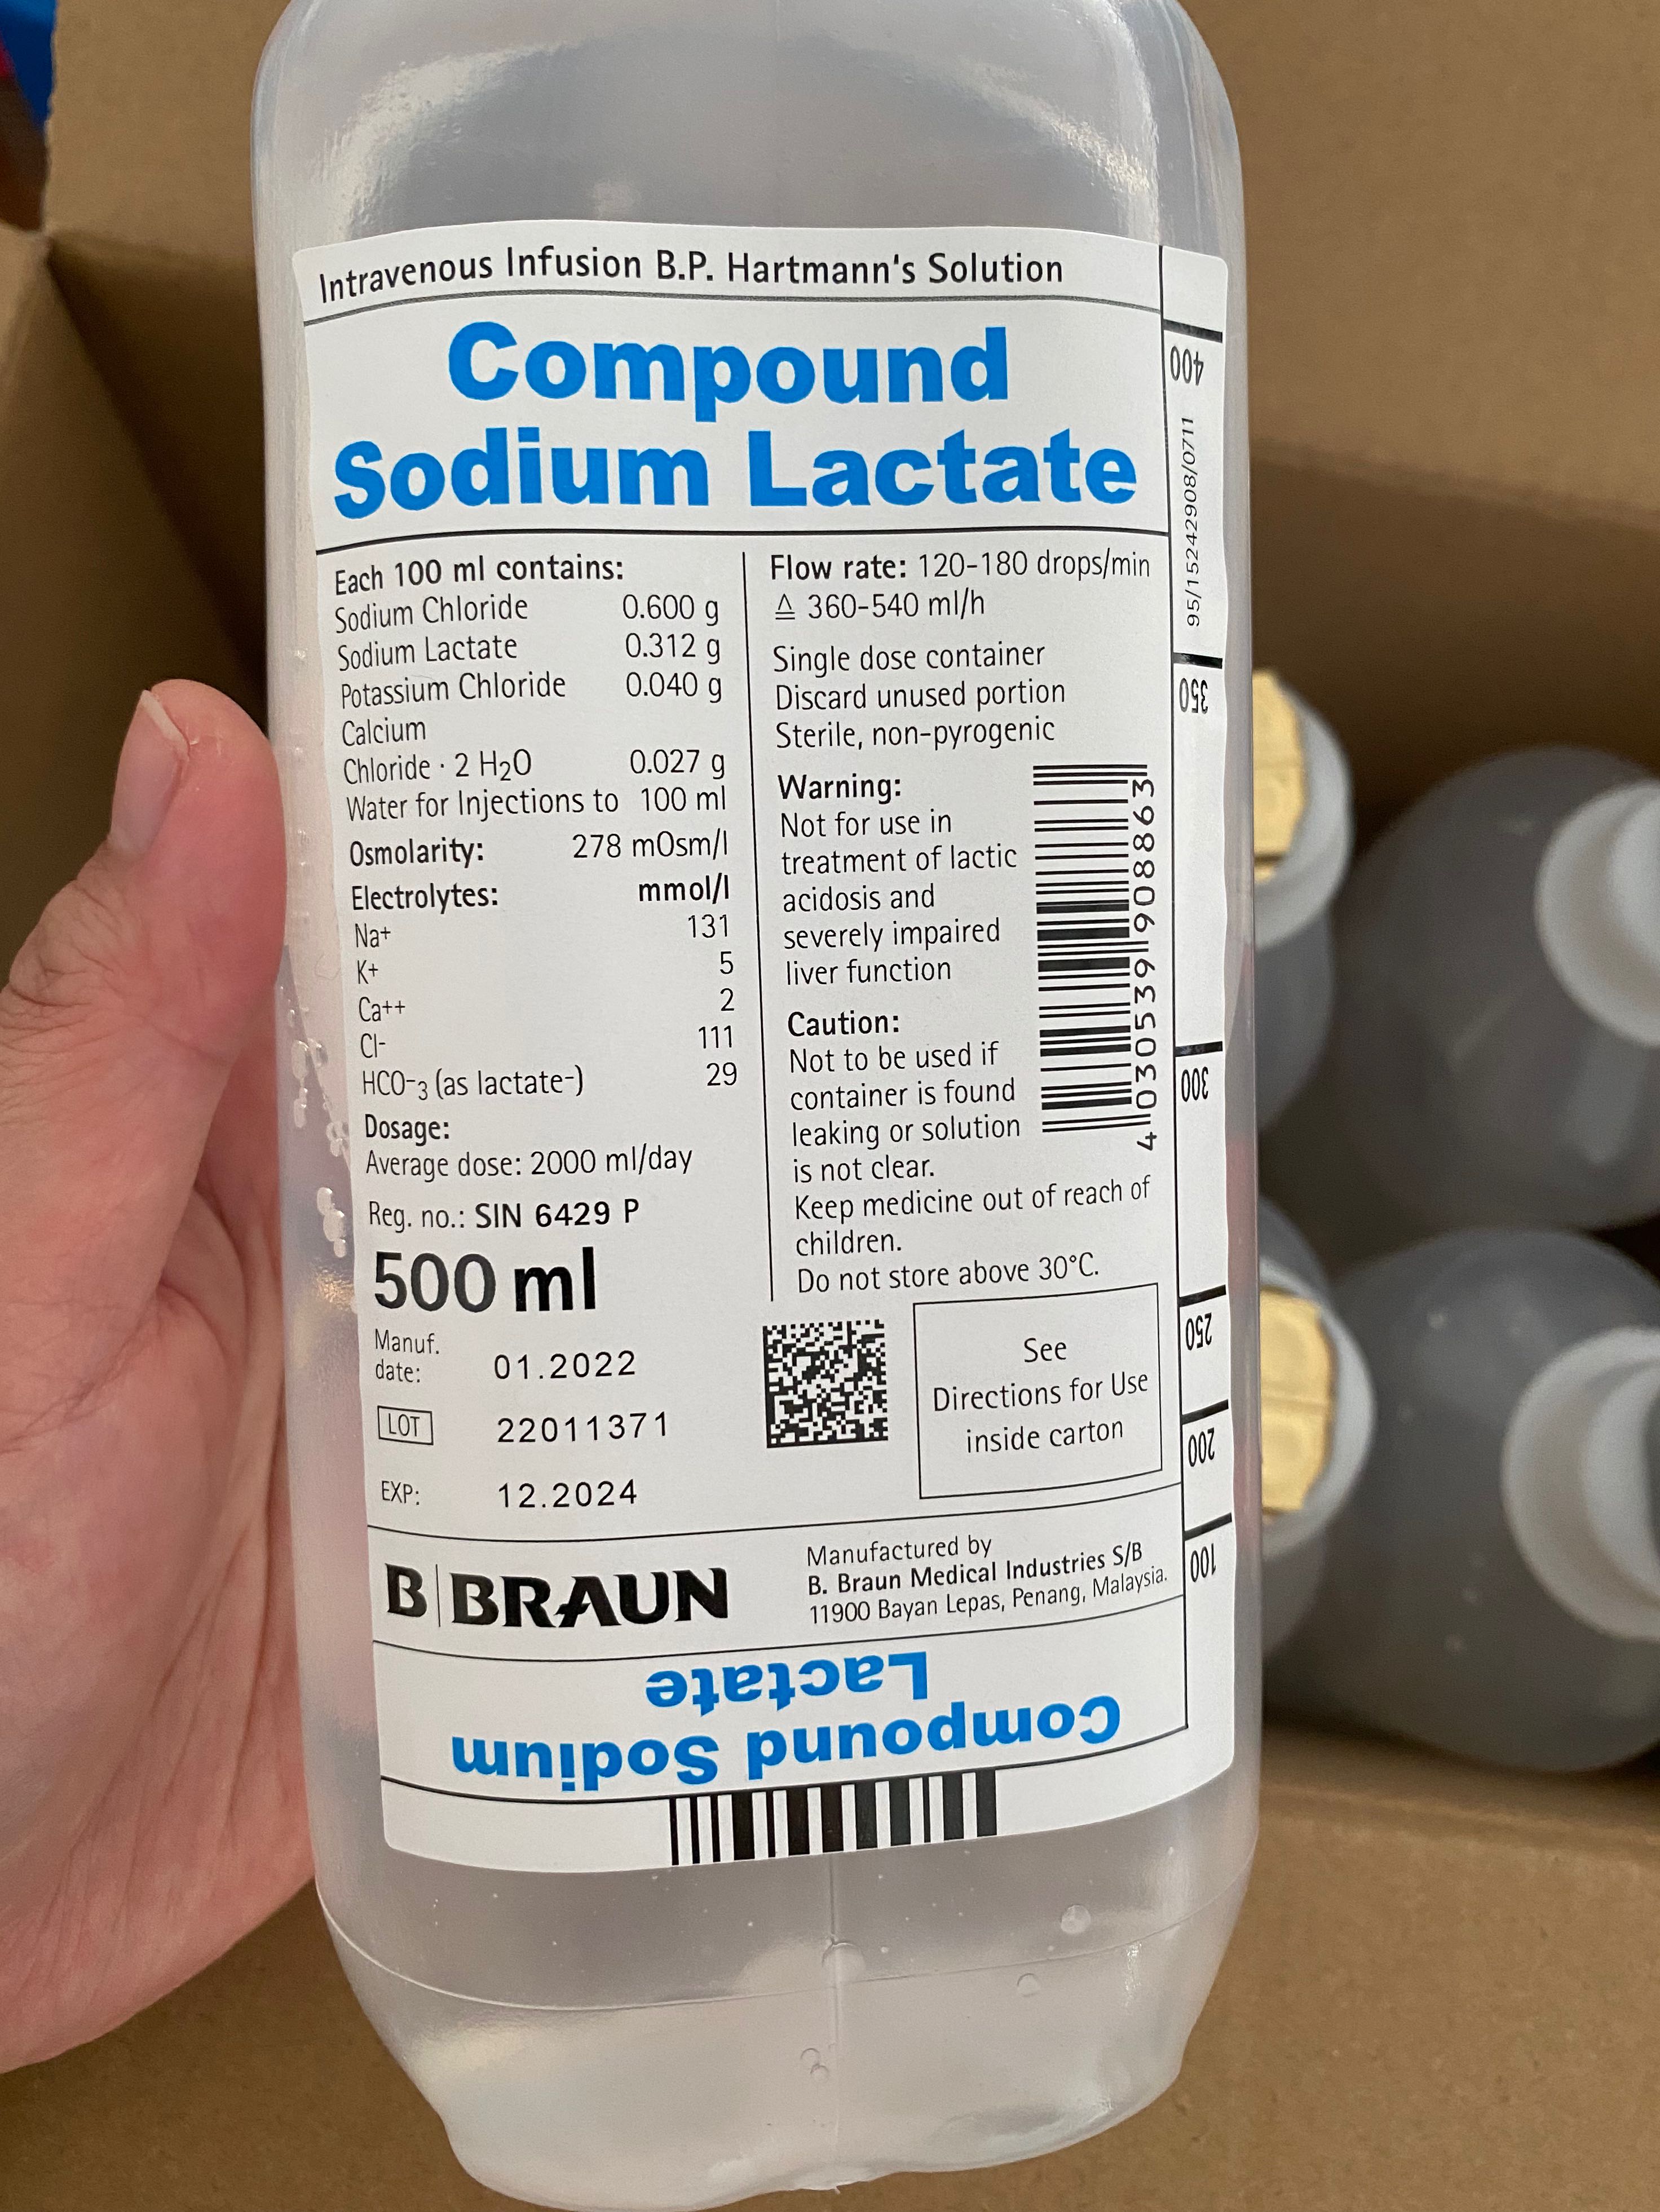 Intravenous Infusion B.P. Hartmann's Solution
Compound
Sodium Lactate
Each 100 ml contains:
Sodium Chloride 0.600 g
Sodium Lactate 0.312 g
Potassium Chloride 0.040 g
Calcium
Chloride · 2 H2O 0.027 g
Water for Injections to 100 ml
Osmolarity: 278 mOsm/l
Electrolytes: mmol/l
Na+ 131
K+ 5
Ca++ 2
Cl- 111
HCO-3 (as lactate-) 29
Dosage:
Average dose: 2000 ml/day
Reg. no.: SIN 6429 P
500 ml
Manuf.
date: 01.2022
LOT 22011371
EXP: 12.2024
Flow rate: 120-180 drops/min
≙ 360-540 ml/h
Single dose container
Discard unused portion
Sterile, non-pyrogenic
Warning:
Not for use in
treatment of lactic
acidosis and
severely impaired
liver function
Caution:
Not to be used if
container is found
leaking or solution
is not clear.
Keep medicine out of reach of
children.
Do not store above 30°C.
4 030539 908863
See
Directions for Use
inside carton
B BRAUN
Manufactured by
B. Braun Medical Industries S/B
11900 Bayan Lepas, Penang, Malaysia.
Compound Sodium
Lactate
400
95/15242908/0711
350
300
250
200
100